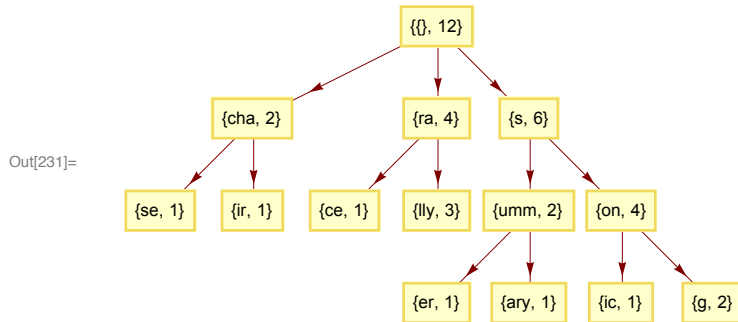 {{}, 12}
{cha, 2} {ra, 4} {s, 6}
Out[231]=
{se, 1} {ir, 1} {ce, 1} {lly, 3} {umm, 2} {on, 4}
{er, 1} {ary, 1} {ic, 1} {g, 2}